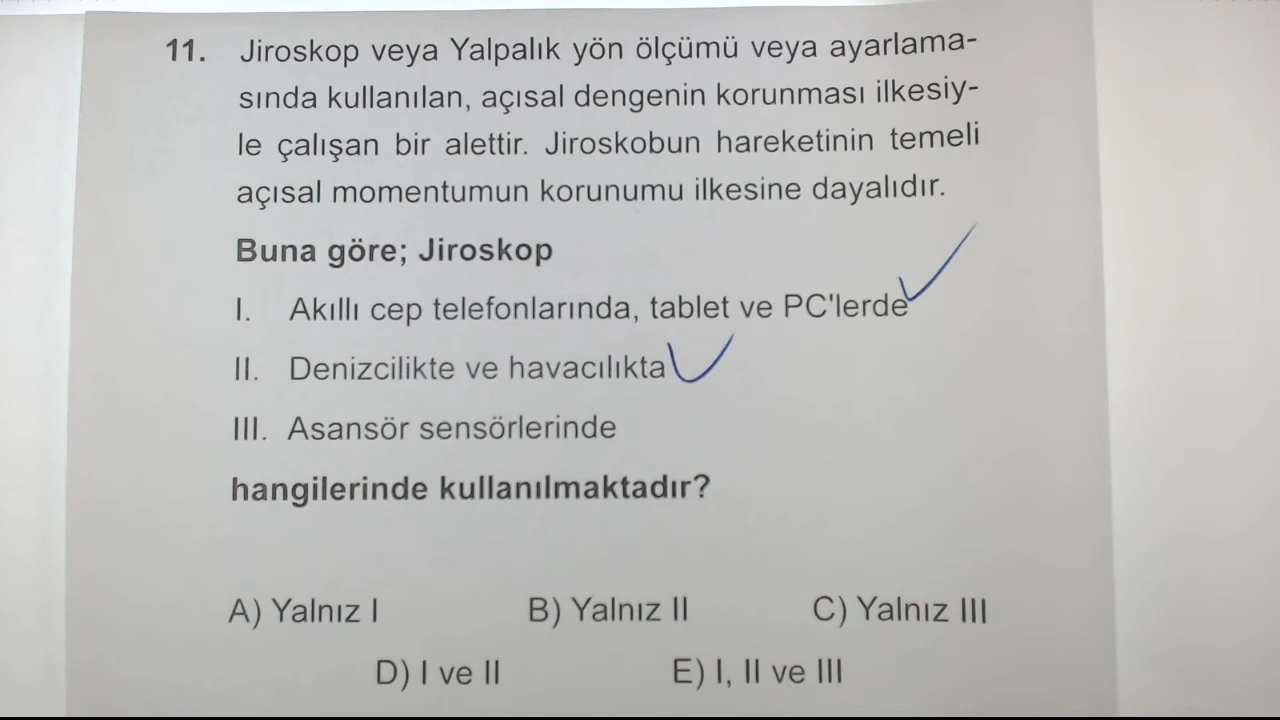 11. Jiroskop veya Yalpalık yön ölçümü veya ayarlama-
sında kullanılan, açısal dengenin korunması ilkesiy-
le çalışan bir alettir. Jiroskobun hareketinin temeli
açısal momentumun korunumu ilkesine dayalıdır.
Buna göre; Jiroskop
I. Akıllı cep telefonlarında, tablet ve PC'lerde
II. Denizcilikte ve havacılıkta
III. Asansör sensörlerinde
hangilerinde kullanılmaktadır?
A) Yalnız I B) Yalnız II C) Yalnız III
D) I ve II E) I, II ve III